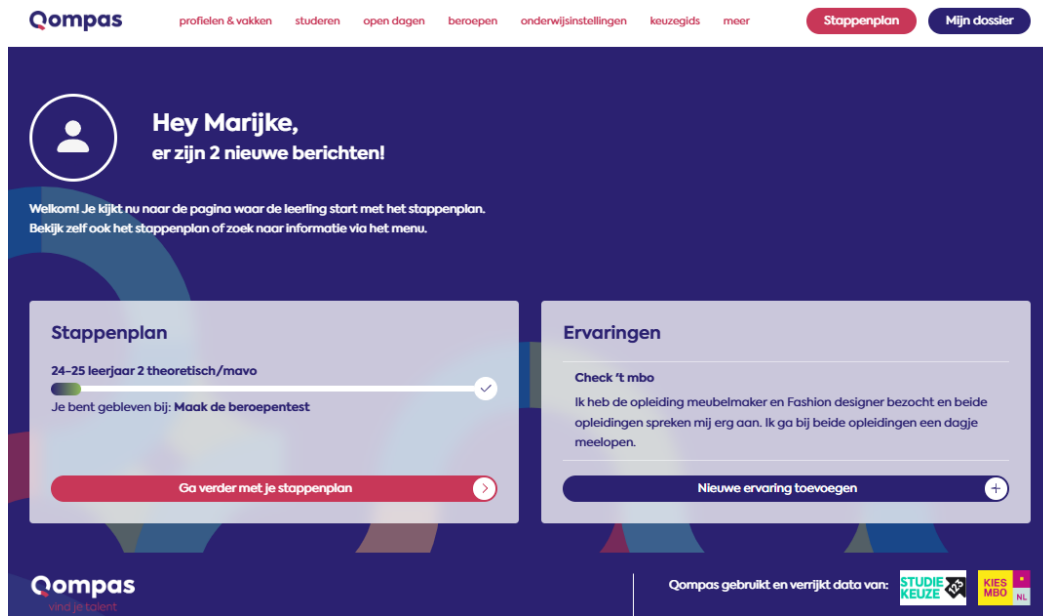 Qompas
profielen & vakken studeren open dagen beroepen onderwijsinstellingen keuzegids meer Stappenplan Mijn dossier
Hey Marijke,
er zijn 2 nieuwe berichten!
Welkom! Je kijkt nu naar de pagina waar de leerling start met het stappenplan.
Bekijk zelf ook het stappenplan of zoek naar informatie via het menu.
Stappenplan
24-25 leerjaar 2 theoretisch/mavo
Je bent gebleven bij: Maak de beroepentest
Ga verder met je stappenplan
Ervaringen
Check 't mbo
Ik heb de opleiding meubelmaker en Fashion designer bezocht en beide
opleidingen spreken mij erg aan. Ik ga bij beide opleidingen een dagje
meelopen.
Nieuwe ervaring toevoegen
Qompas
vind je talent
Qompas gebruikt en verrijkt data van:
STUDIE
KEUZE 123
KIES
MBO NL